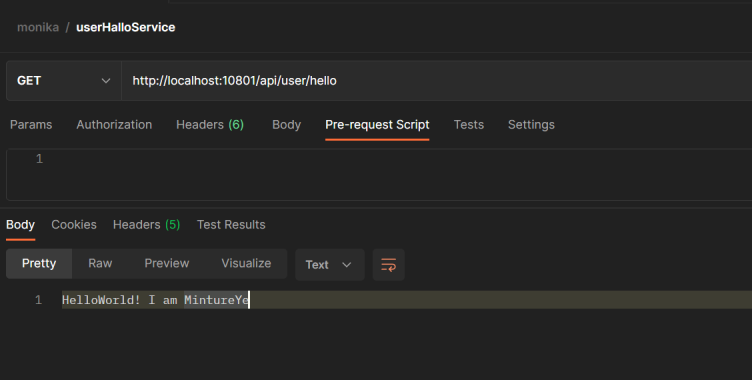 monika / userHalloService
GET http://localhost:10801/api/user/hello
Params Authorization Headers (6) Body Pre-request Script Tests Settings
1
Body Cookies Headers (5) Test Results
Pretty Raw Preview Visualize Text
1 HelloWorld! I am MintureYe